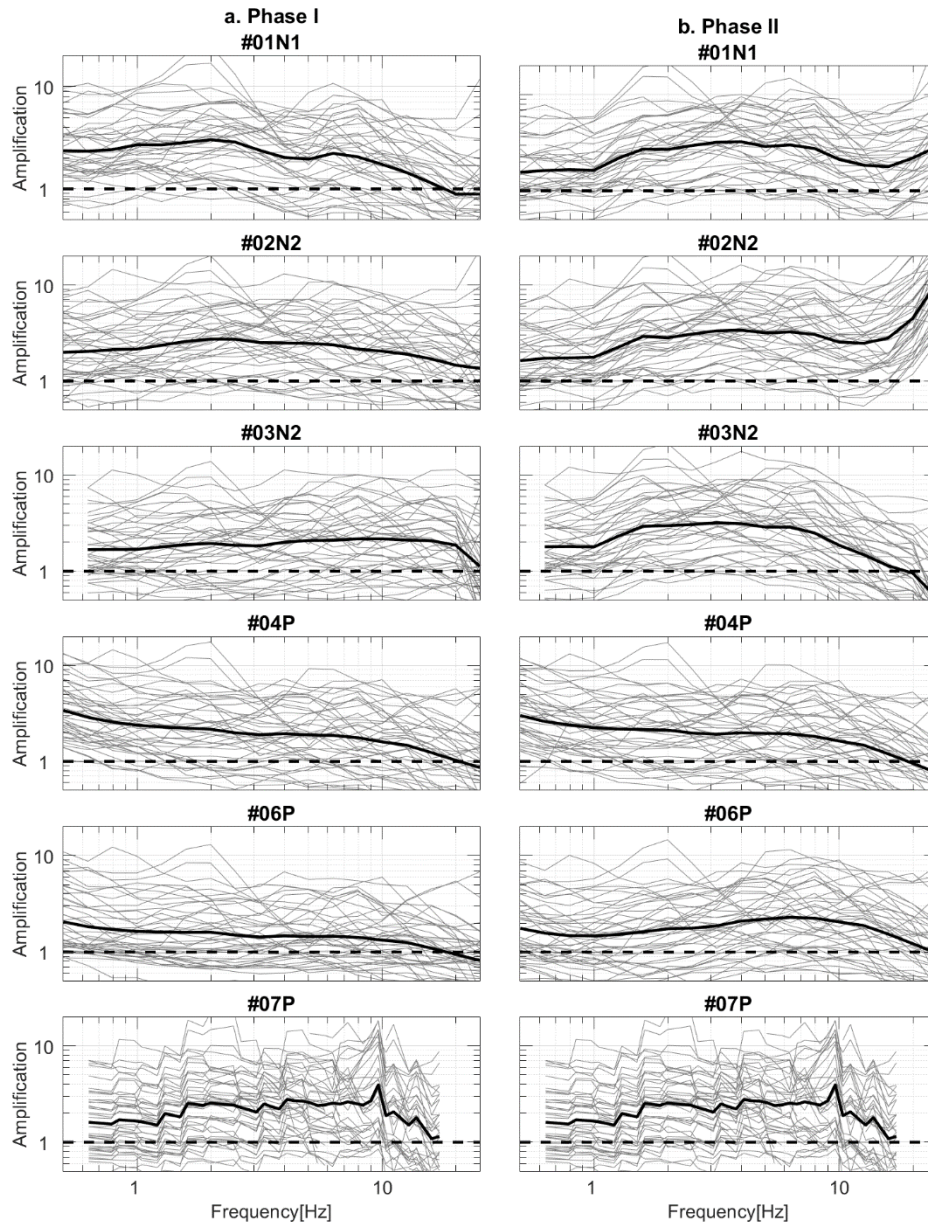 a. Phase I
#01N1
b. Phase II
#01N1
10
1
Amplification
#02N2
#02N2
10
1
Amplification
#03N2
#03N2
10
1
Amplification
#04P
#04P
10
1
Amplification
#06P
#06P
10
1
Amplification
#07P
#07P
10
1
Amplification
1
10
1
10
Frequency[Hz]
Frequency[Hz]